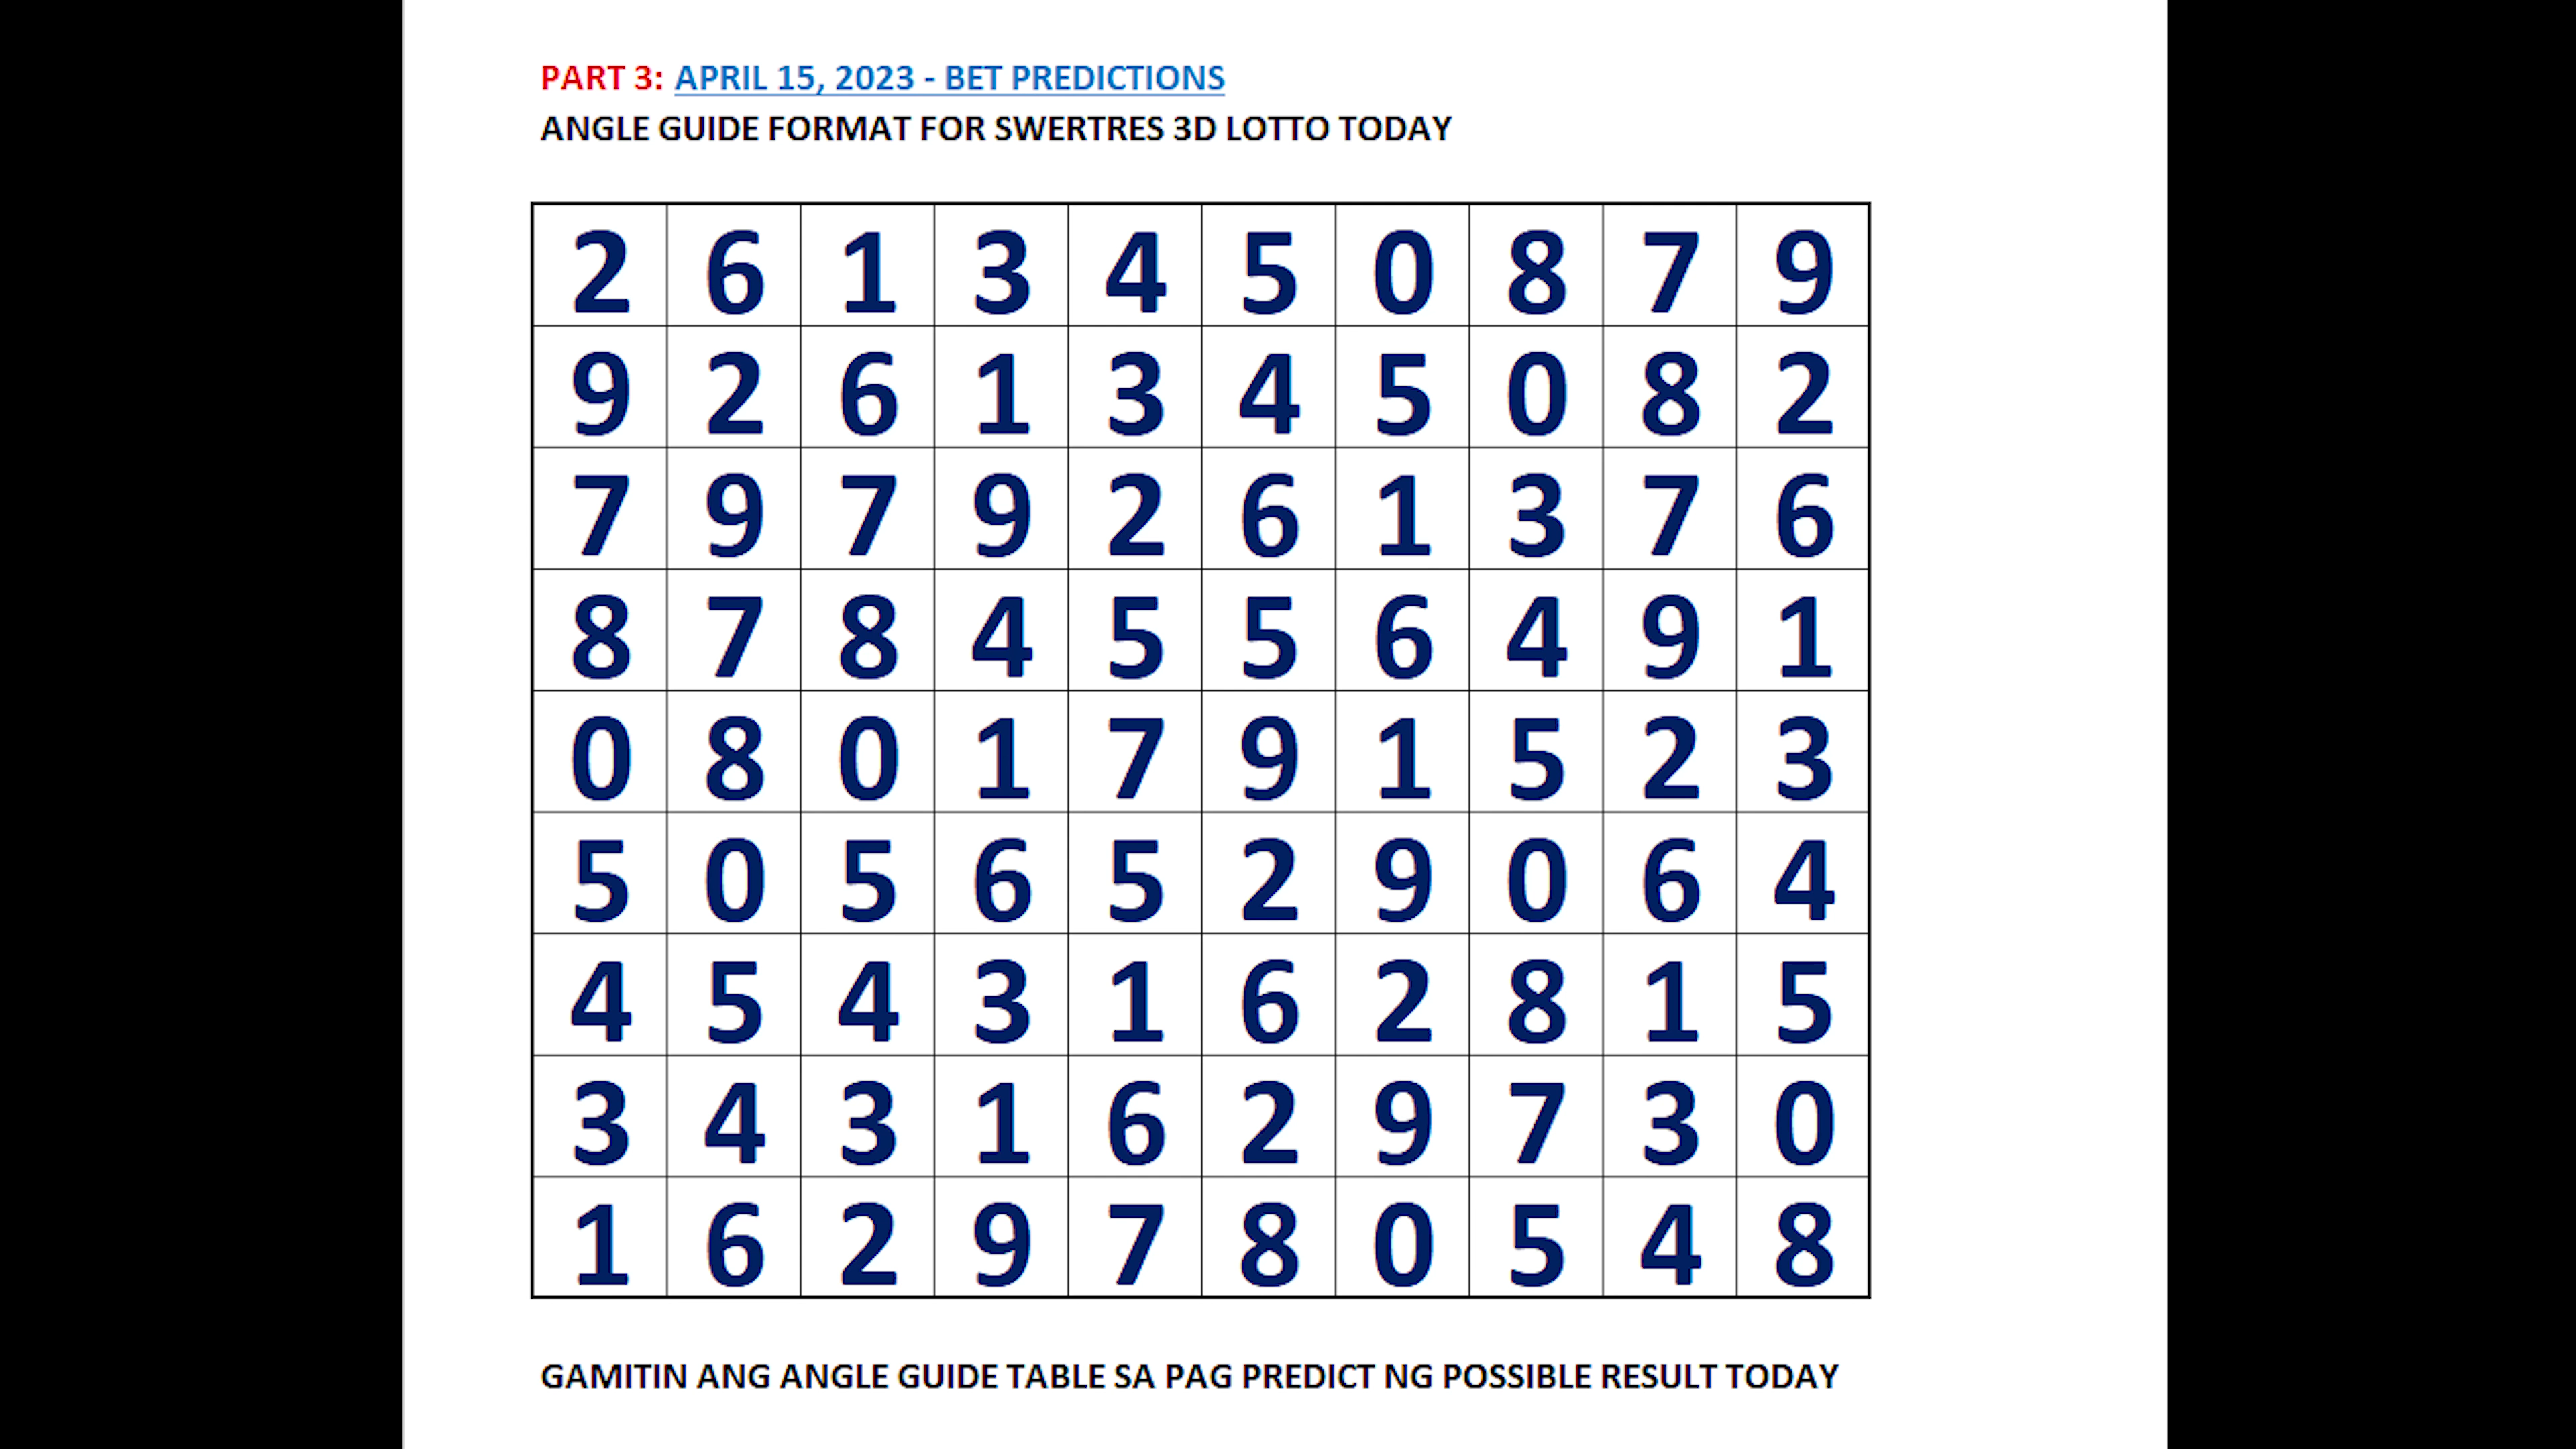 PART 3: APRIL 15, 2023 - BET PREDICTIONS
ANGLE GUIDE FORMAT FOR SWERTRES 3D LOTTO TODAY
2 6 1 3 4 5 0 8 7 9
9 2 6 1 3 4 5 0 8 2
7 9 7 9 2 6 1 3 7 6
8 7 8 4 5 5 6 4 9 1
0 8 0 1 7 9 1 5 2 3
5 0 5 6 5 2 9 0 6 4
4 5 4 3 1 6 2 8 1 5
3 4 3 1 6 2 9 7 3 0
1 6 2 9 7 8 0 5 4 8
GAMITIN ANG ANGLE GUIDE TABLE SA PAG PREDICT NG POSSIBLE RESULT TODAY